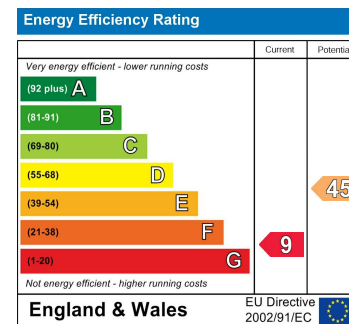 Energy Efficiency Rating
Current Potentia
Very energy efficient - lower running costs
(92 plus) A
(81-91) B
(69-80) C
(55-68) D
45
(39-54) E
(21-38) F
9
(1-20) G
Not energy efficient - higher running costs
England & Wales
EU Directive
2002/91/EC